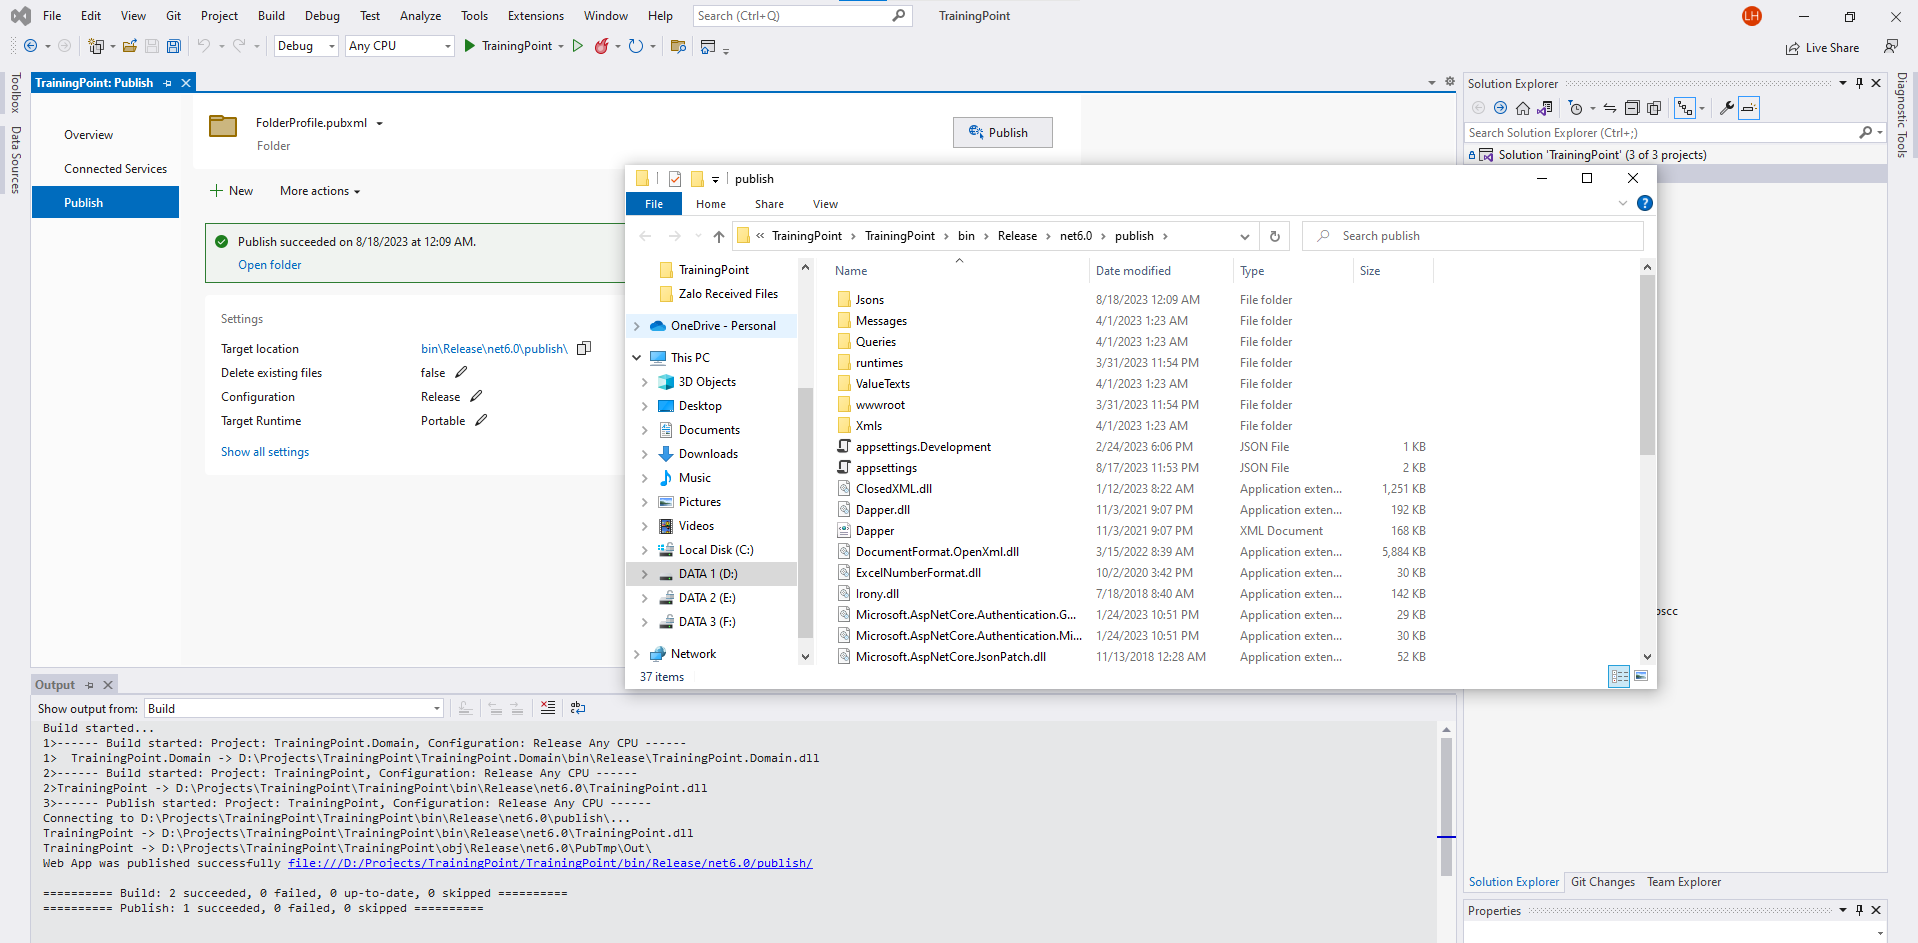 File Edit View Git Project Build Debug Test Analyze Tools Extensions Window Help Search (Ctrl+Q) TrainingPoint LH
Debug Any CPU TrainingPoint Live Share
Toolbox
Data Sources
TrainingPoint: Publish
Overview
Connected Services
Publish
FolderProfile.pubxml
Folder
Publish
New More actions
Publish succeeded on 8/18/2023 at 12:09 AM.
Open folder
Settings
Target location bin\Release\net6.0\publish\
Delete existing files false
Configuration Release
Target Runtime Portable
Show all settings
publish
File Home Share View
« TrainingPoint › TrainingPoint › bin › Release › net6.0 › publish ›
Search publish
TrainingPoint
Zalo Received Files
OneDrive - Personal
This PC
3D Objects
Desktop
Documents
Downloads
Music
Pictures
Videos
Local Disk (C:)
DATA 1 (D:)
DATA 2 (E:)
DATA 3 (F:)
Network
Name Date modified Type Size
Jsons 8/18/2023 12:09 AM File folder
Messages 4/1/2023 1:23 AM File folder
Queries 4/1/2023 1:23 AM File folder
runtimes 3/31/2023 11:54 PM File folder
ValueTexts 4/1/2023 1:23 AM File folder
wwwroot 3/31/2023 11:54 PM File folder
Xmls 4/1/2023 1:23 AM File folder
appsettings.Development 2/24/2023 6:06 PM JSON File 1 KB
appsettings 8/17/2023 11:53 PM JSON File 2 KB
ClosedXML.dll 1/12/2023 8:22 AM Application exten... 1,251 KB
Dapper.dll 11/3/2021 9:07 PM Application exten... 192 KB
Dapper 11/3/2021 9:07 PM XML Document 168 KB
DocumentFormat.OpenXml.dll 3/15/2022 8:39 AM Application exten... 5,884 KB
ExcelNumberFormat.dll 10/2/2020 3:42 PM Application exten... 30 KB
Irony.dll 7/18/2018 8:40 AM Application exten... 142 KB
Microsoft.AspNetCore.Authentication.G... 1/24/2023 10:51 PM Application exten... 29 KB
Microsoft.AspNetCore.Authentication.Mi... 1/24/2023 10:51 PM Application exten... 30 KB
Microsoft.AspNetCore.JsonPatch.dll 11/13/2018 12:28 AM Application exten... 52 KB
37 items
Solution Explorer
Search Solution Explorer (Ctrl+;)
Solution 'TrainingPoint' (3 of 3 projects)
Diagnostic Tools
Solution Explorer Git Changes Team Explorer
Properties
Output
Show output from: Build
Build started...
1>------ Build started: Project: TrainingPoint.Domain, Configuration: Release Any CPU ------
1> TrainingPoint.Domain -> D:\Projects\TrainingPoint\TrainingPoint.Domain\bin\Release\TrainingPoint.Domain.dll
2>------ Build started: Project: TrainingPoint, Configuration: Release Any CPU ------
2>TrainingPoint -> D:\Projects\TrainingPoint\TrainingPoint\bin\Release\net6.0\TrainingPoint.dll
3>------ Publish started: Project: TrainingPoint, Configuration: Release Any CPU ------
Connecting to D:\Projects\TrainingPoint\TrainingPoint\bin\Release\net6.0\publish\...
TrainingPoint -> D:\Projects\TrainingPoint\TrainingPoint\bin\Release\net6.0\TrainingPoint.dll
TrainingPoint -> D:\Projects\TrainingPoint\TrainingPoint\obj\Release\net6.0\PubTmp\Out\
Web App was published successfully file:///D:/Projects/TrainingPoint/TrainingPoint/bin/Release/net6.0/publish/
========== Build: 2 succeeded, 0 failed, 0 up-to-date, 0 skipped ==========
========== Publish: 1 succeeded, 0 failed, 0 skipped ==========